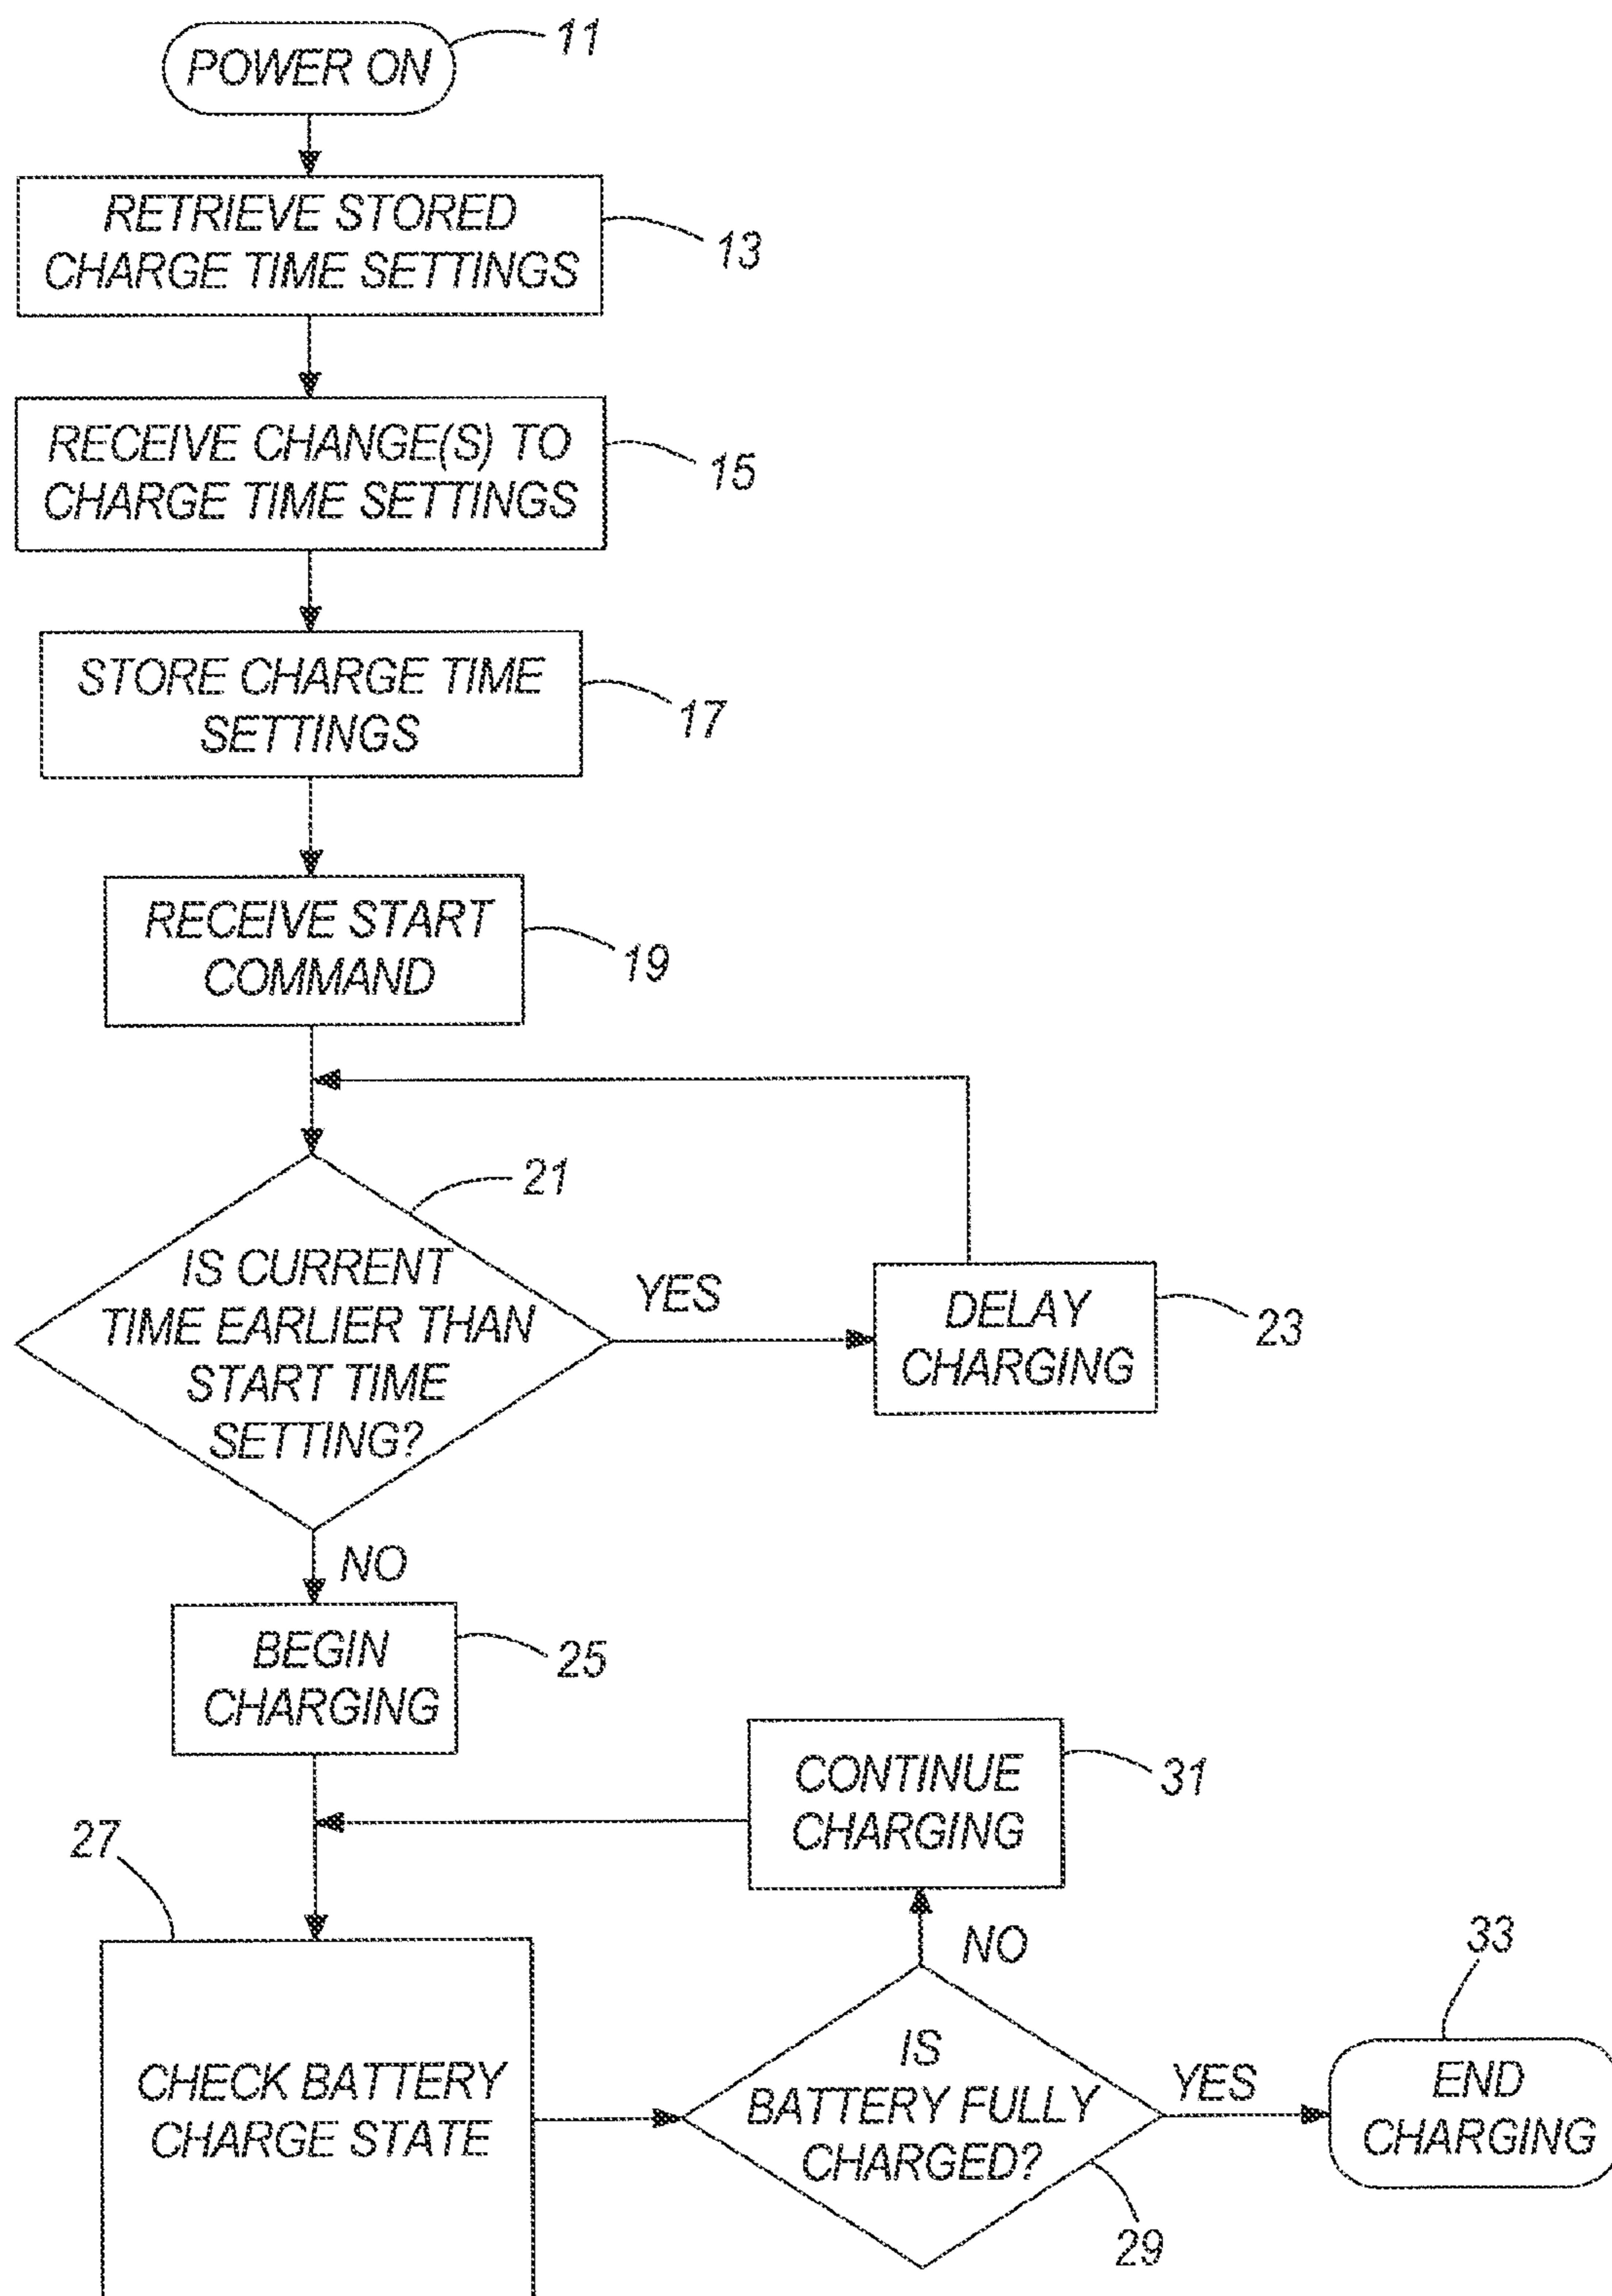 POWER ON
11
RETRIEVE STORED
CHARGE TIME SETTINGS
13
RECEIVE CHANGE(S) TO
CHARGE TIME SETTINGS
15
STORE CHARGE TIME
SETTINGS
17
RECEIVE START
COMMAND
19
21
IS CURRENT
TIME EARLIER THAN
START TIME
SETTING?
YES
DELAY
CHARGING
23
NO
BEGIN
CHARGING
25
CONTINUE
CHARGING
31
27
CHECK BATTERY
CHARGE STATE
NO
IS
BATTERY FULLY
CHARGED?
29
YES
33
END
CHARGING